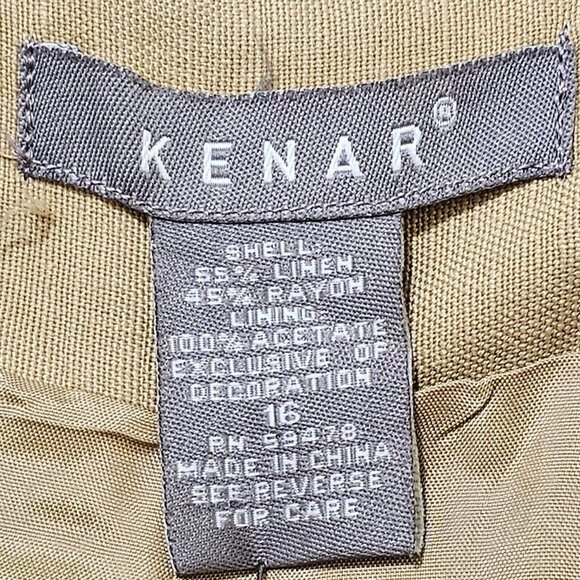 KENAR®
SHELL:
55% LINEN
45% RAYON
LINING:
100% ACETATE
EXCLUSIVE OF
DECORATION
16
RN 59478
MADE IN CHINA
SEE REVERSE
FOR CARE